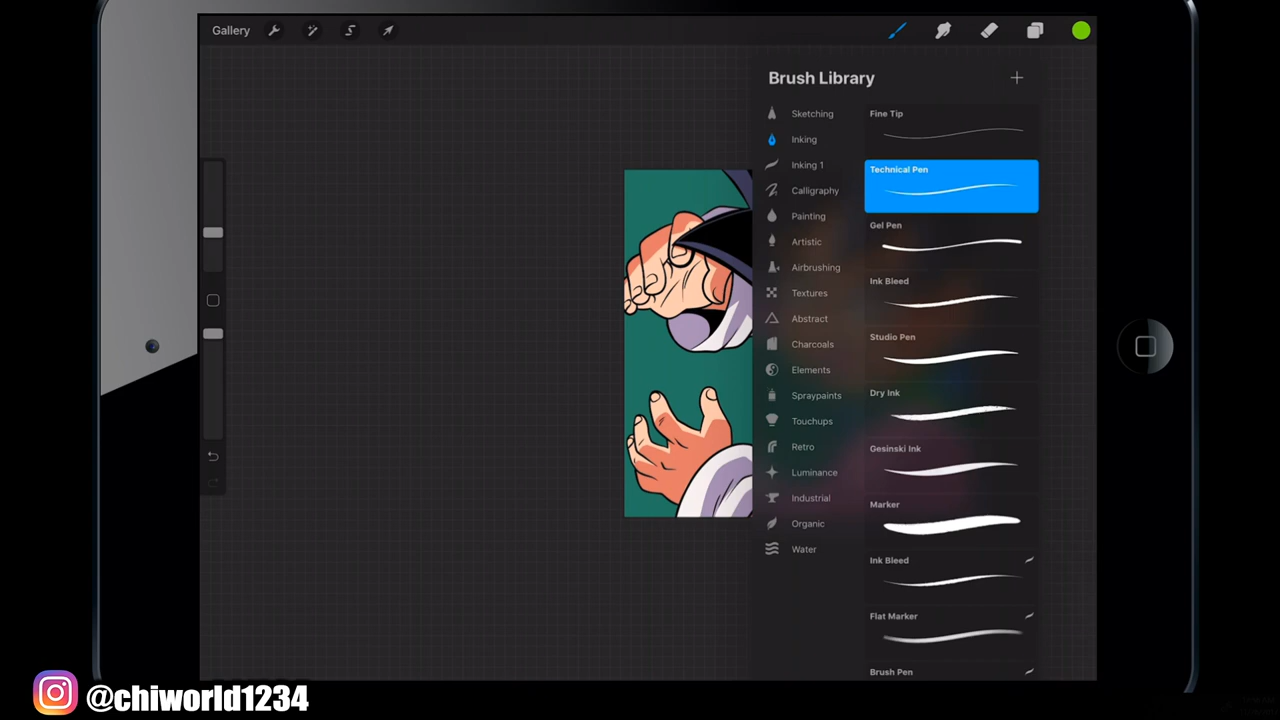 Gallery
Brush Library
Sketching
Inking
Inking 1
Calligraphy
Painting
Artistic
Airbrushing
Textures
Abstract
Charcoals
Elements
Spraypaints
Touchups
Retro
Luminance
Industrial
Organic
Water
Fine Tip
Technical Pen
Gel Pen
Ink Bleed
Studio Pen
Dry Ink
Gesinski Ink
Marker
Ink Bleed
Flat Marker
Brush Pen
@chiworld1234